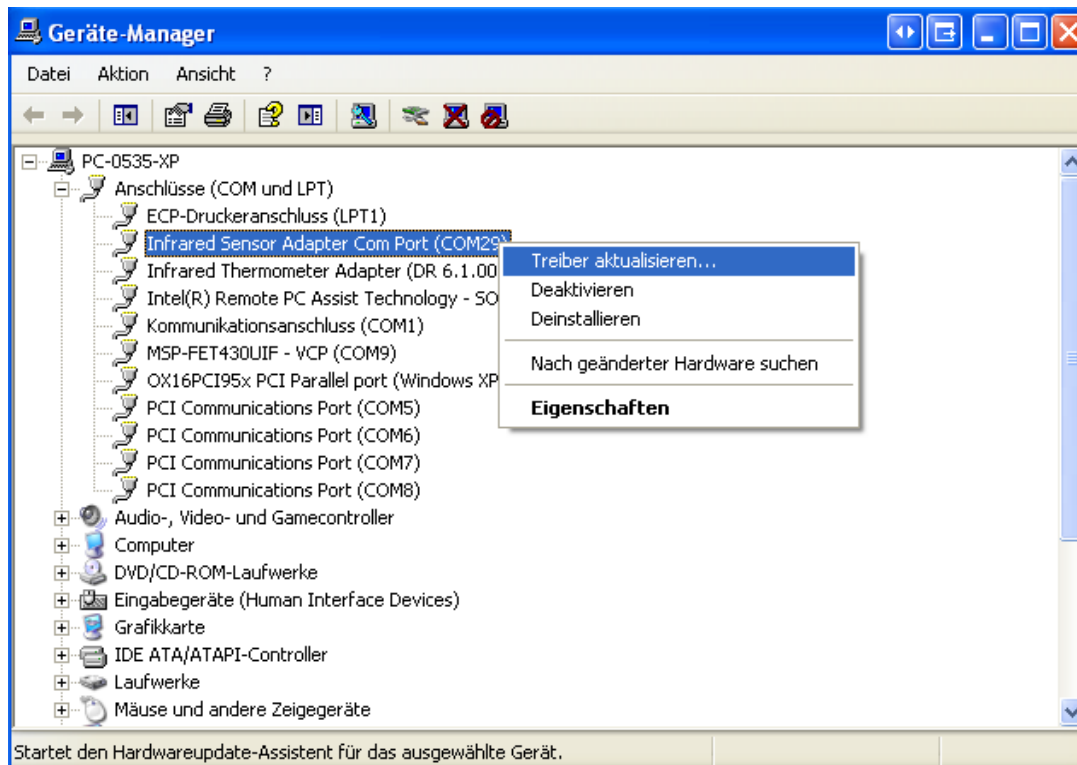 Geräte-Manager
Datei Aktion Ansicht ?
PC-0535-XP
Anschlüsse (COM und LPT)
ECP-Druckeranschluss (LPT1)
Infrared Sensor Adapter Com Port (COM29)
Infrared Thermometer Adapter (DR 6.1.00
Intel(R) Remote PC Assist Technology - SO
Kommunikationsanschluss (COM1)
MSP-FET430UIF - VCP (COM9)
OX16PCI95x PCI Parallel port (Windows XP
PCI Communications Port (COM5)
PCI Communications Port (COM6)
PCI Communications Port (COM7)
PCI Communications Port (COM8)
Audio-, Video- und Gamecontroller
Computer
DVD/CD-ROM-Laufwerke
Eingabegeräte (Human Interface Devices)
Grafikkarte
IDE ATA/ATAPI-Controller
Laufwerke
Mäuse und andere Zeigegeräte
Treiber aktualisieren...
Deaktivieren
Deinstallieren
Nach geänderter Hardware suchen
Eigenschaften
Startet den Hardwareupdate-Assistent für das ausgewählte Gerät.